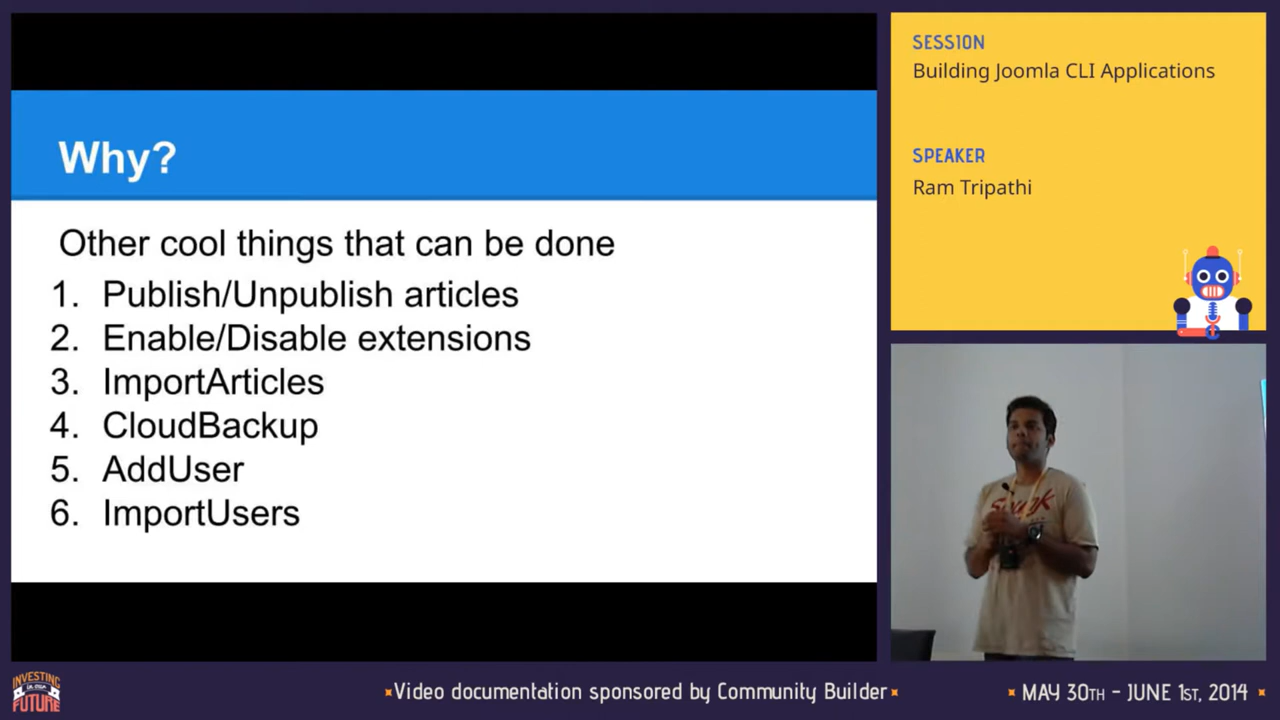 Why?
Other cool things that can be done
1. Publish/Unpublish articles
2. Enable/Disable extensions
3. ImportArticles
4. CloudBackup
5. AddUser
6. ImportUsers
SESSION
Building Joomla CLI Applications
SPEAKER
Ram Tripathi
INVESTING
FUTURE
Video documentation sponsored by Community Builder
MAY 30TH - JUNE 1ST, 2014